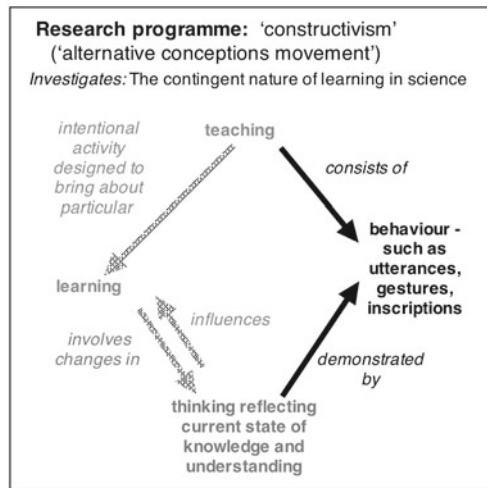 Research programme: ‘constructivism’
(‘alternative conceptions movement’)
Investigates: The contingent nature of learning in science
intentional
activity
designed to
bring about
particular
teaching
consists of
behaviour -
such as
utterances,
gestures,
inscriptions
learning
influences
involves
changes in
demonstrated
by
thinking reflecting
current state of
knowledge and
understanding